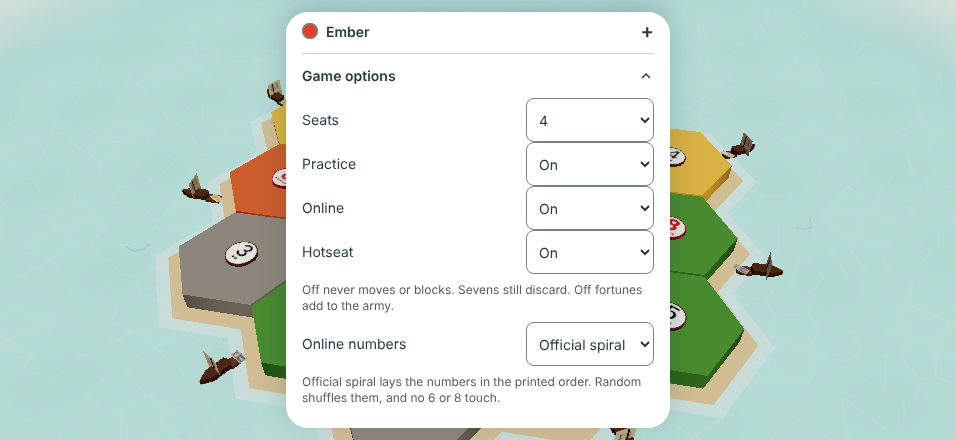 Ember
+
Game options
Seats
4
Practice
On
Online
On
Hotseat
On
Off never moves or blocks. Sevens still discard. Off fortunes
add to the army.
Online numbers
Official spiral
Official spiral lays the numbers in the printed order. Random
shuffles them, and no 6 or 8 touch.
3
4
8